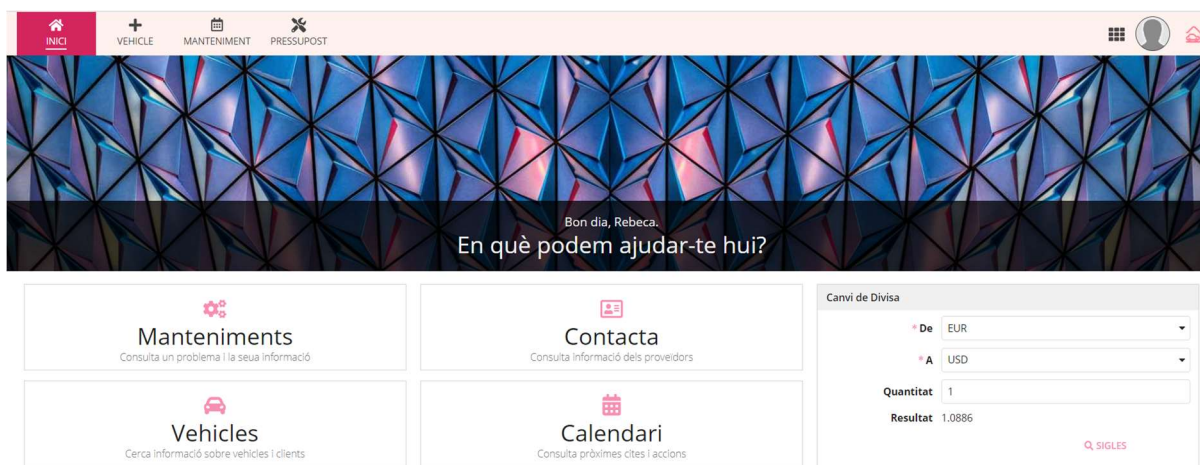 INICI
VEHICLE
MANTENIMENT
PRESSUPOST
Bon dia, Rebeca.
En què podem ajudar-te hui?
Manteniments
Consulta un problema i la seua informació
Contacta
Consulta informació dels proveïdors
Vehicles
Cerca informació sobre vehicles i clients
Calendari
Consulta pròximes cites i accions
Canvi de Divisa
* De EUR
* A USD
Quantitat 1
Resultat 1.0886
SIGLES